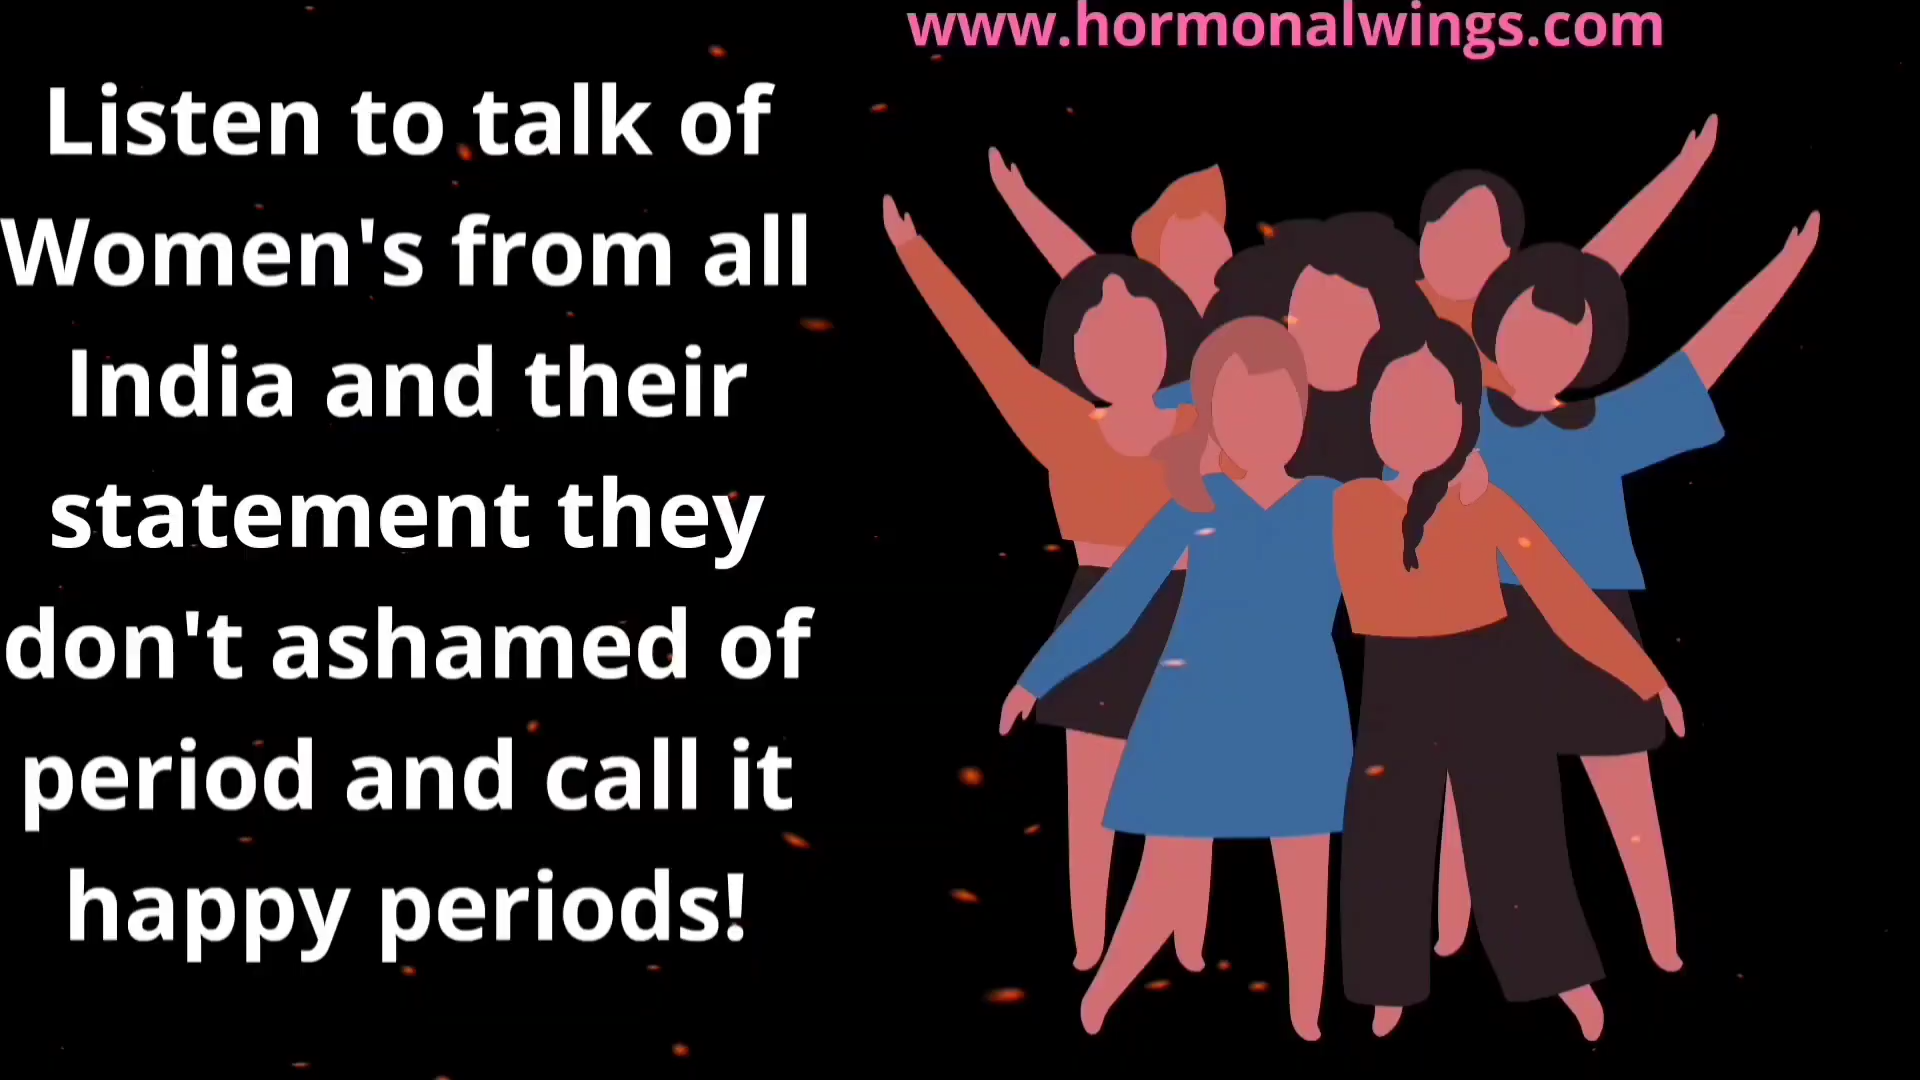 www.hormonalwings.com
Listen to talk of
Women's from all
India and their
statement they
don't ashamed of
period and call it
happy periods!